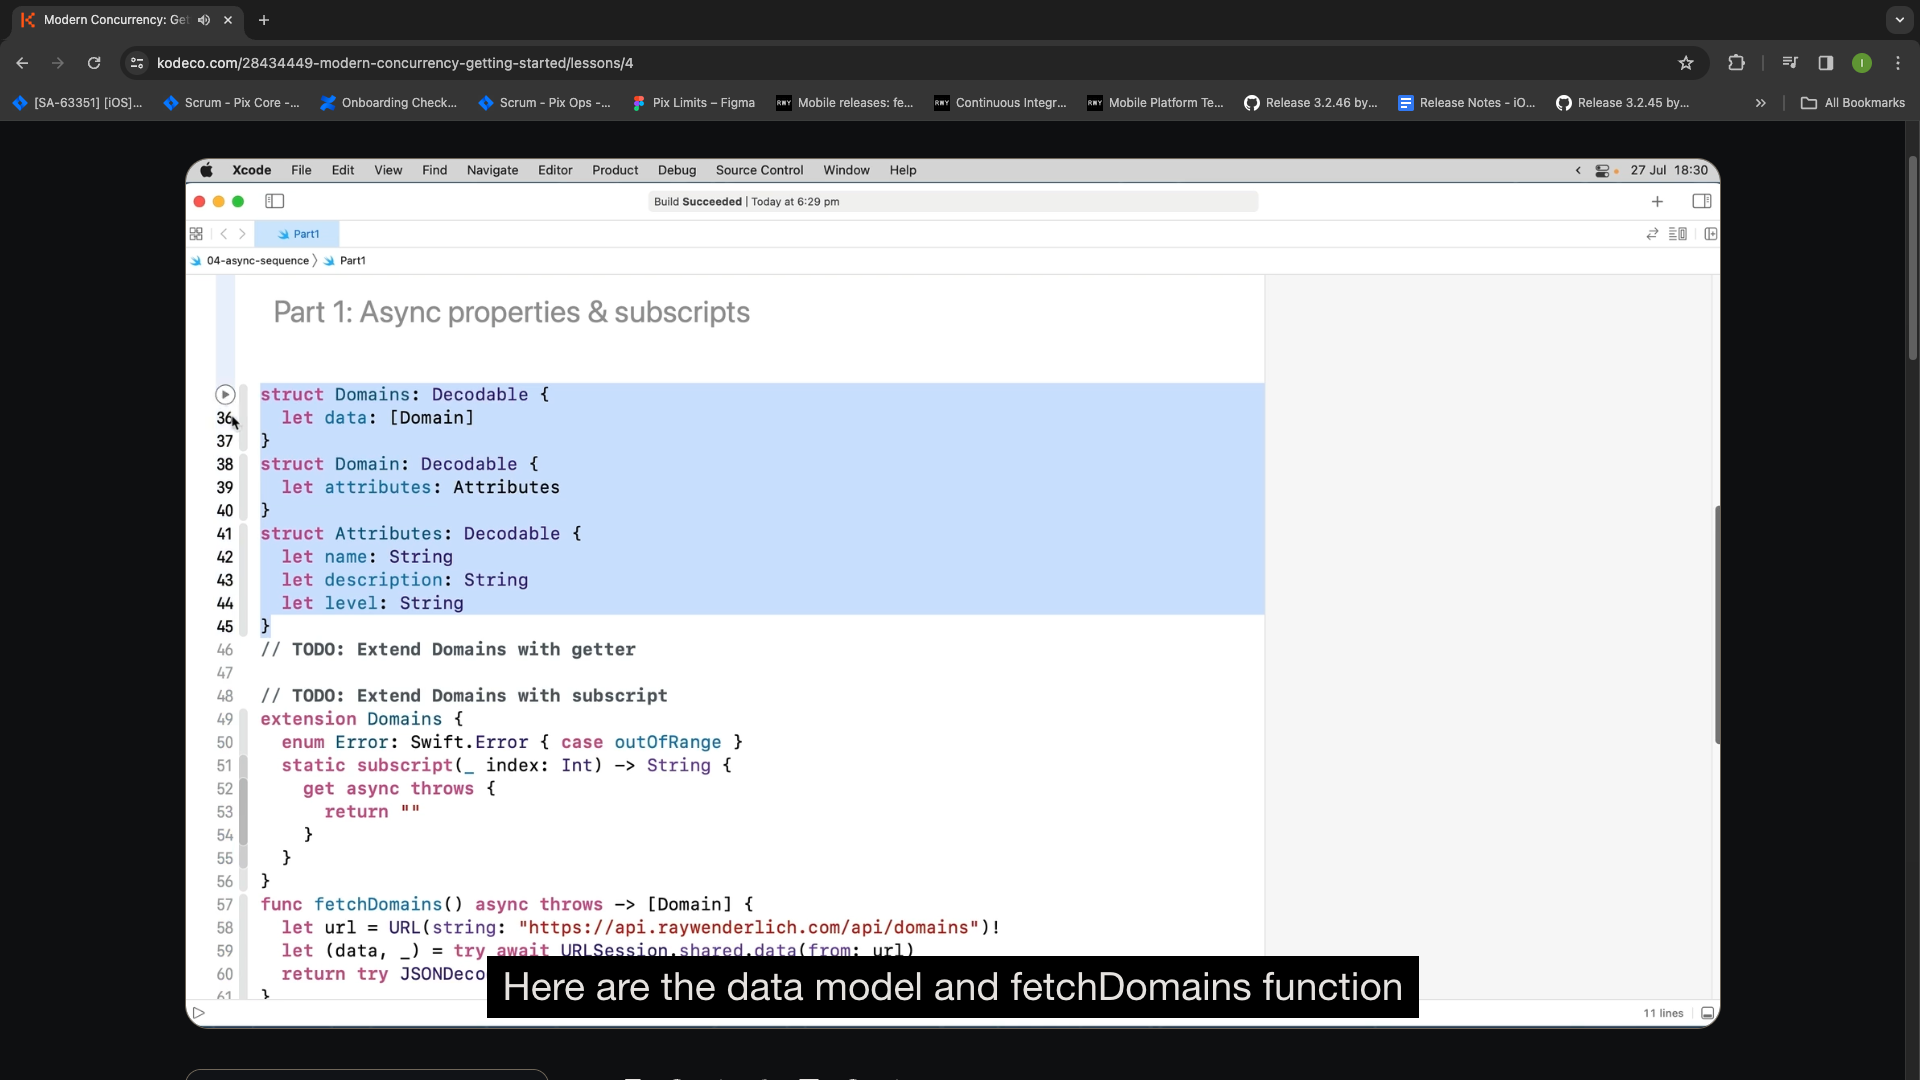 Modern Concurrency: Get
kodeco.com/28434449-modern-concurrency-getting-started/lessons/4
[SA-63351] [iOS]...
Scrum - Pix Core -...
Onboarding Check...
Scrum - Pix Ops -...
Pix Limits – Figma
Mobile releases: fe...
Continuous Integr...
Mobile Platform Te...
Release 3.2.46 by...
Release Notes - iO...
Release 3.2.45 by...
»
All Bookmarks
Xcode File Edit View Find Navigate Editor Product Debug Source Control Window Help
27 Jul 18:30
Build Succeeded | Today at 6:29 pm
Part1
04-async-sequence 〉 Part1
Part 1: Async properties & subscripts
struct Domains: Decodable {
36 let data: [Domain]
37 }
38 struct Domain: Decodable {
39 let attributes: Attributes
40 }
41 struct Attributes: Decodable {
42 let name: String
43 let description: String
44 let level: String
45 }
46 // TODO: Extend Domains with getter
47
48 // TODO: Extend Domains with subscript
49 extension Domains {
50 enum Error: Swift.Error { case outOfRange }
51 static subscript(_ index: Int) -> String {
52 get async throws {
53 return ""
54 }
55 }
56 }
57 func fetchDomains() async throws -> [Domain] {
58 let url = URL(string: "https://api.raywenderlich.com/api/domains")!
59 let (data, _) = try await URLSession.shared.data(from: url)
60 return try JSONDeco
61 }
Here are the data model and fetchDomains function
11 lines